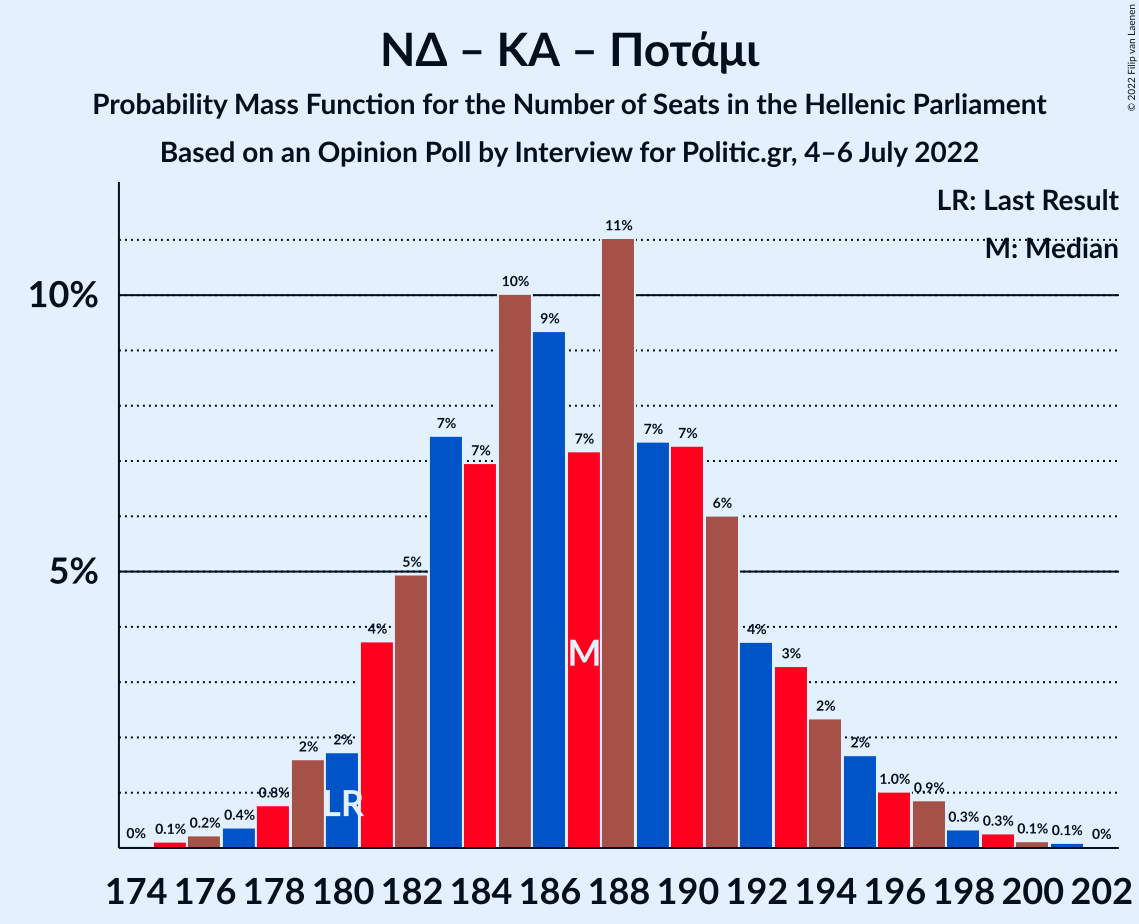 ΝΔ – ΚΑ – Ποτάμι
Probability Mass Function for the Number of Seats in the Hellenic Parliament
Based on an Opinion Poll by Interview for Politic.gr, 4–6 July 2022
© 2022 Filip van Laenen
LR: Last Result
M: Median
10%
5%
0% 0.1% 0.2% 0.4% 0.8% 2% 2% 4% 5% 7% 7% 10% 9% 7% 11% 7% 7% 6% 4% 3% 2% 2% 1.0% 0.9% 0.3% 0.3% 0.1% 0.1% 0%
M
LR
174 176 178 180 182 184 186 188 190 192 194 196 198 200 202